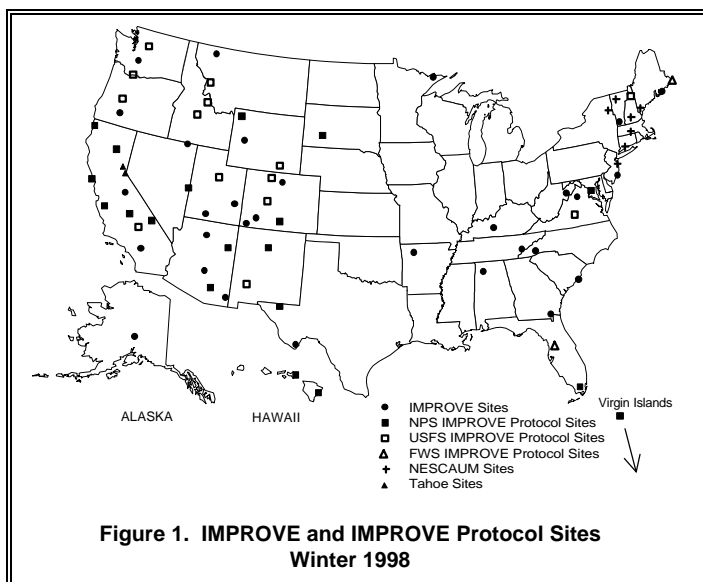 ALASKA
HAWAII
Virgin Islands
IMPROVE Sites
NPS IMPROVE Protocol Sites
USFS IMPROVE Protocol Sites
FWS IMPROVE Protocol Sites
NESCAUM Sites
Tahoe Sites
Figure 1. IMPROVE and IMPROVE Protocol Sites
Winter 1998